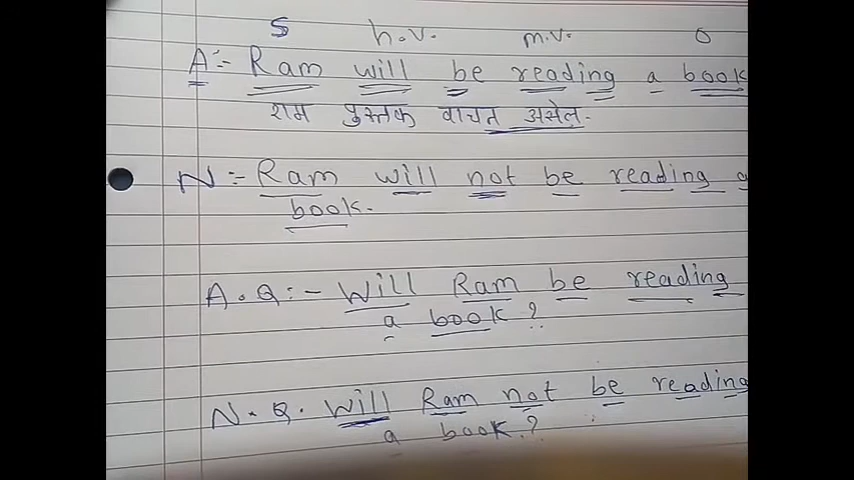 S h.v. m.v. O
A:- Ram will be reading a book
राम पुस्तक वाचत असेल.
N:- Ram will not be reading a
book.
A.Q:- Will Ram be reading
a book?
N.Q. Will Ram not be reading
a book?